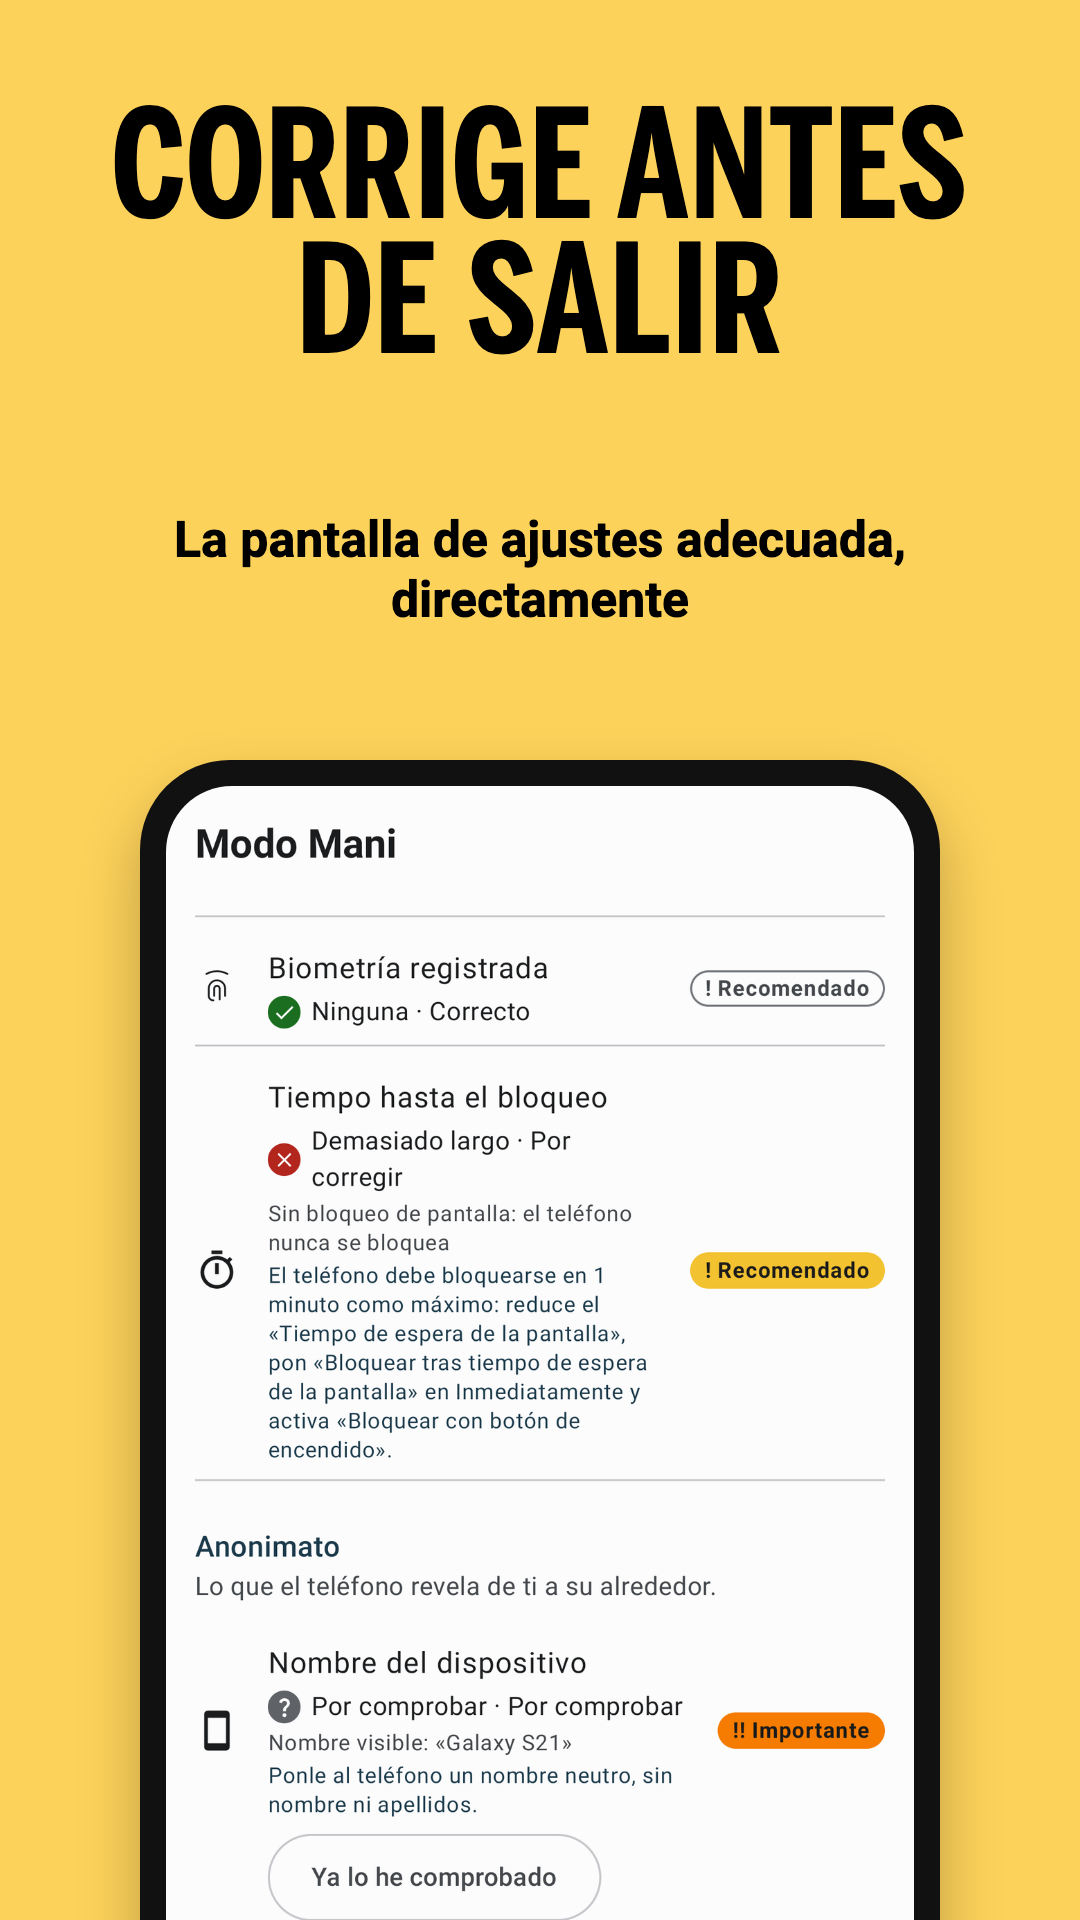 CORRIGE ANTES
DE SALIR
La pantalla de ajustes adecuada,
directamente
Modo Mani
Biometría registrada
Ninguna · Correcto
! Recomendado
Tiempo hasta el bloqueo
Demasiado largo · Por
corregir
Sin bloqueo de pantalla: el teléfono
nunca se bloquea
El teléfono debe bloquearse en 1
minuto como máximo: reduce el
«Tiempo de espera de la pantalla»,
pon «Bloquear tras tiempo de espera
de la pantalla» en Inmediatamente y
activa «Bloquear con botón de
encendido».
! Recomendado
Anonimato
Lo que el teléfono revela de ti a su alrededor.
Nombre del dispositivo
Por comprobar · Por comprobar
Nombre visible: «Galaxy S21»
Ponle al teléfono un nombre neutro, sin
nombre ni apellidos.
!! Importante
Ya lo he comprobado